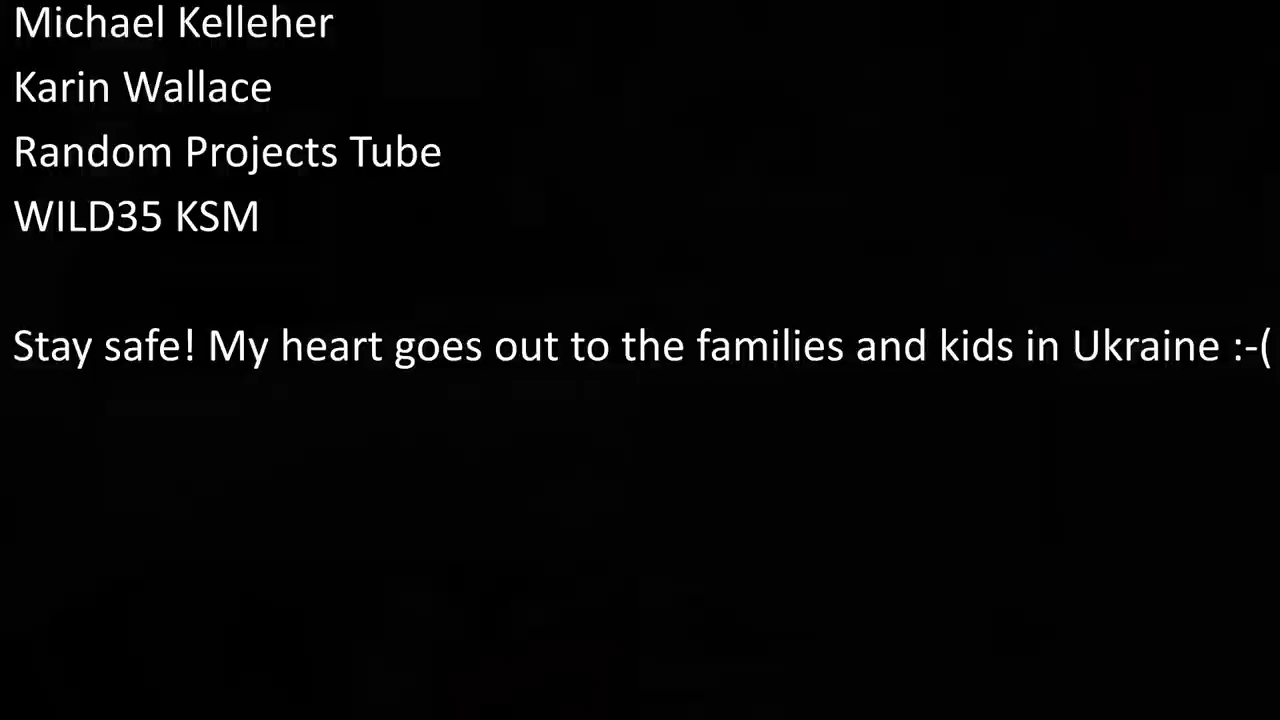 Michael Kelleher
Karin Wallace
Random Projects Tube
WILD35 KSM
Stay safe! My heart goes out to the families and kids in Ukraine :-(